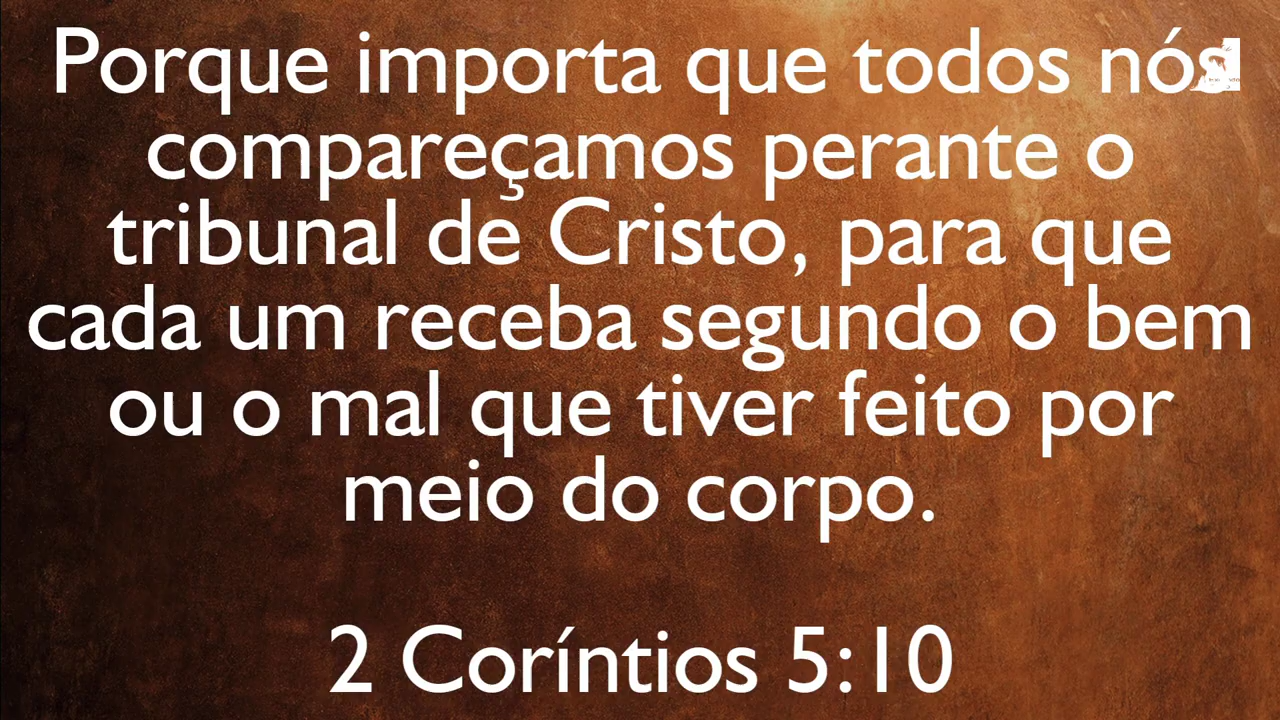 Porque importa que todos nós
compareçamos perante o
tribunal de Cristo, para que
cada um receba segundo o bem
ou o mal que tiver feito por
meio do corpo.
2 Coríntios 5:10